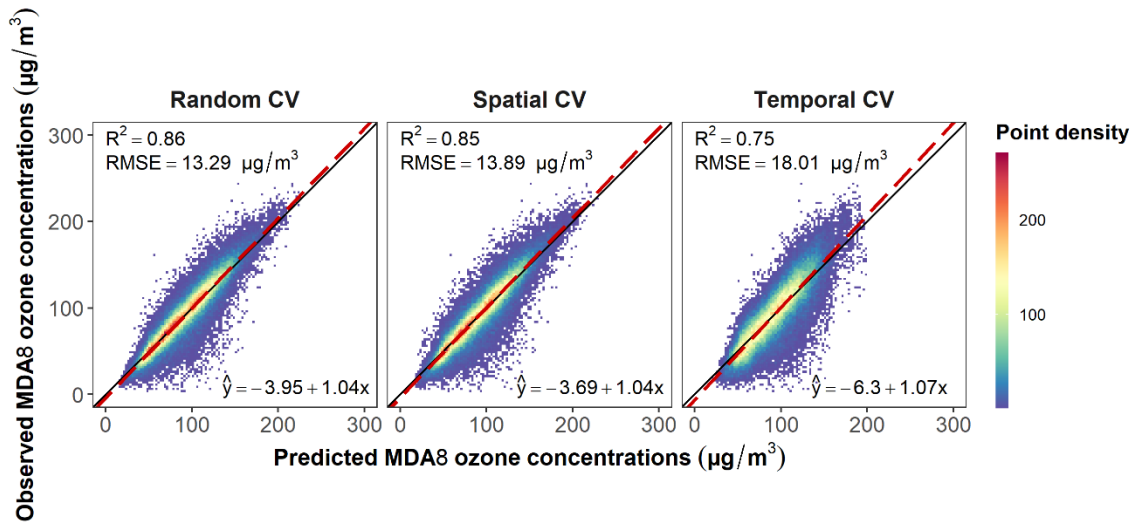 Observed MDA8 ozone concentrations (µg/m³)
Random CV
Spatial CV
Temporal CV
R² = 0.86
RMSE = 13.29 µg/m³
ŷ = −3.95 + 1.04x
R² = 0.85
RMSE = 13.89 µg/m³
ŷ = −3.69 + 1.04x
R² = 0.75
RMSE = 18.01 µg/m³
ŷ = −6.3 + 1.07x
300
200
100
0
0 100 200 300
0 100 200 300
0 100 200 300
Predicted MDA8 ozone concentrations (µg/m³)
Point density
200
100